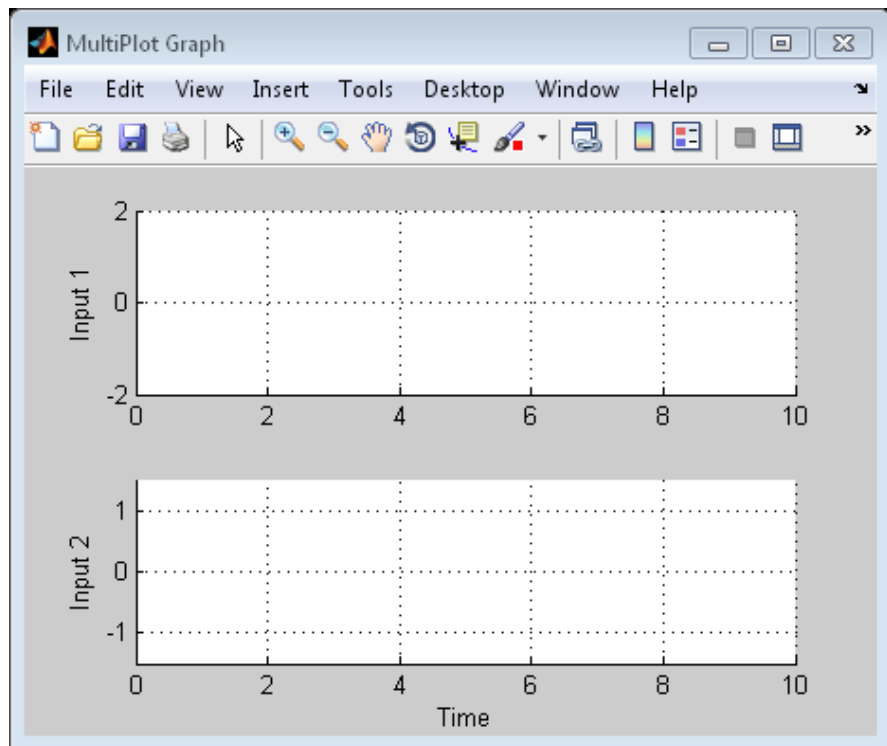 MultiPlot Graph
File Edit View Insert Tools Desktop Window Help
2
0
-2
Input 1
0 2 4 6 8 10
1
0
-1
Input 2
0 2 4 6 8 10
Time